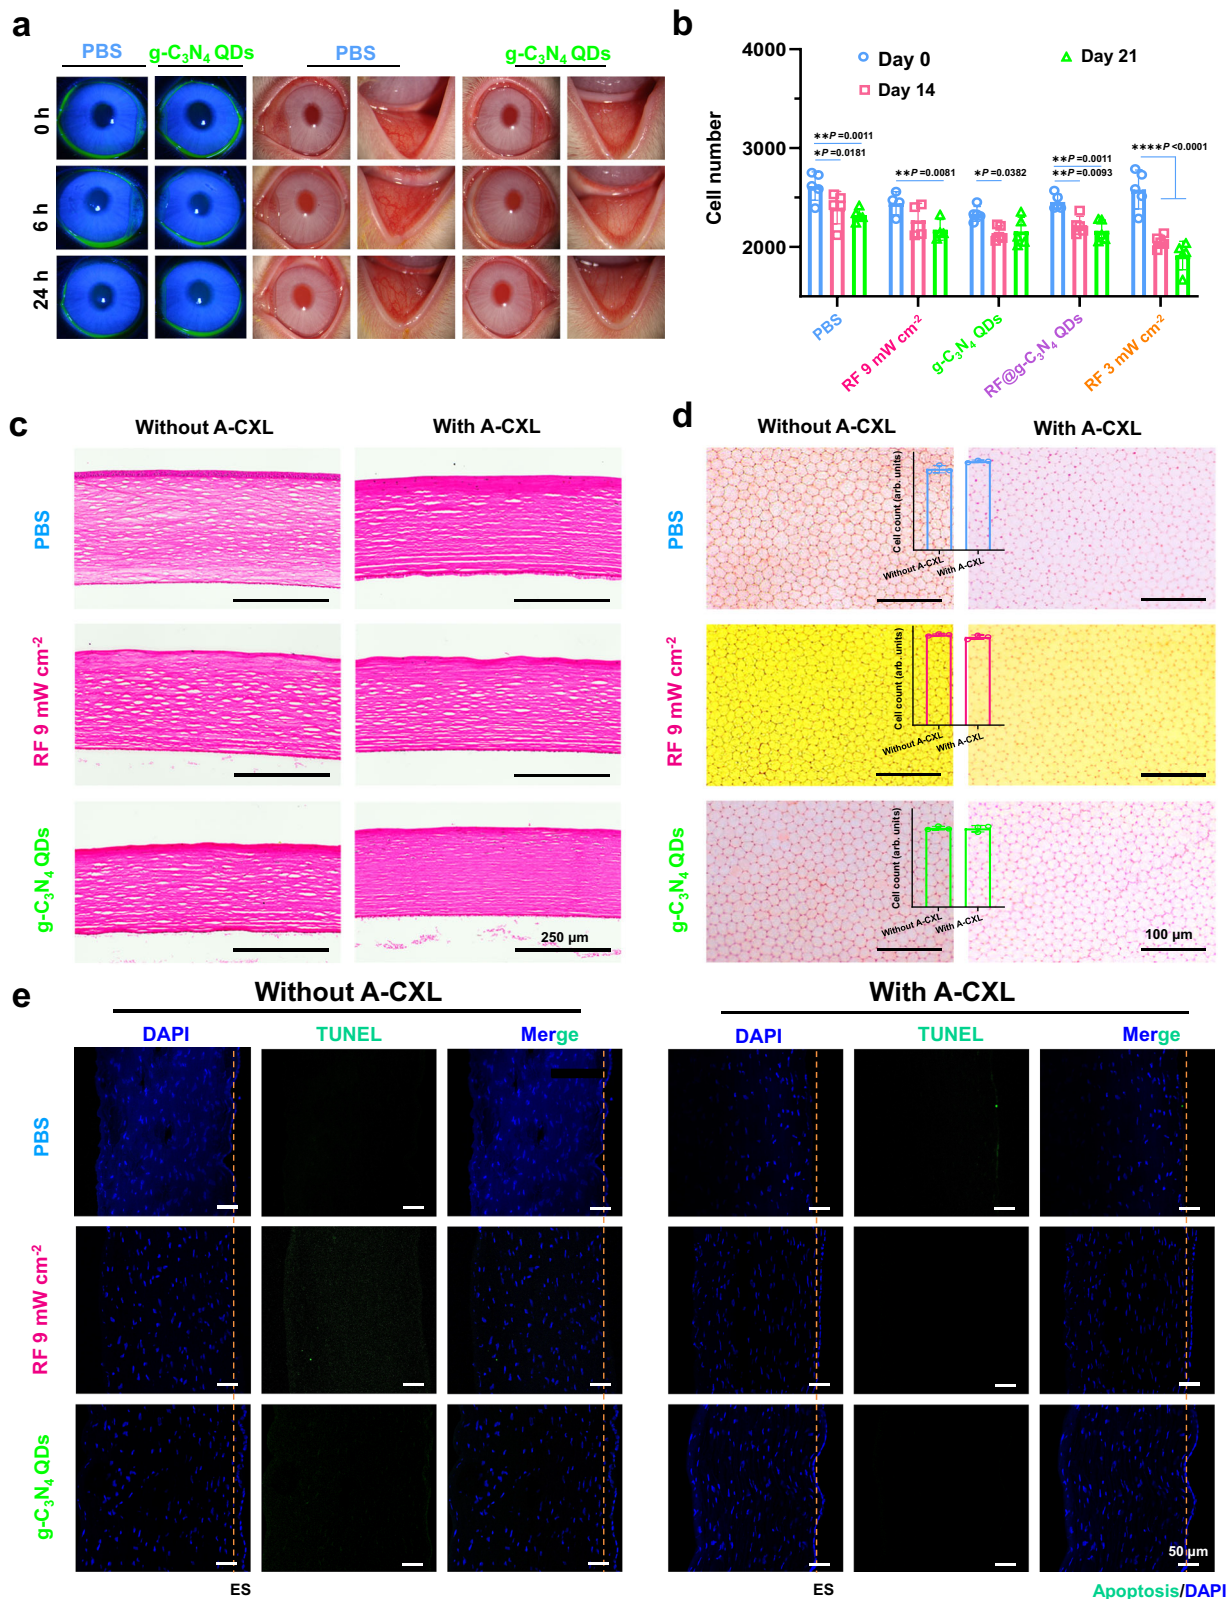 a
PBS
g-C₃N₄ QDs
PBS
g-C₃N₄ QDs
0 h
6 h
24 h
b
Cell number
4000
3000
2000
Day 0
Day 14
Day 21
**P =0.0011
*P =0.0181
**P =0.0081
*P =0.0382
**P =0.0011
**P =0.0093
****P <0.0001
PBS
RF 9 mW cm⁻²
g-C₃N₄ QDs
RF@g-C₃N₄ QDs
RF 3 mW cm⁻²
c
Without A-CXL
With A-CXL
PBS
RF 9 mW cm⁻²
g-C₃N₄ QDs
250 µm
d
Without A-CXL
With A-CXL
PBS
Cell count (arb. units)
Without A-CXL
With A-CXL
RF 9 mW cm⁻²
Cell count (arb. units)
Without A-CXL
With A-CXL
g-C₃N₄ QDs
Cell count (arb. units)
Without A-CXL
With A-CXL
100 µm
e
Without A-CXL
With A-CXL
DAPI
TUNEL
Merge
DAPI
TUNEL
Merge
PBS
RF 9 mW cm⁻²
g-C₃N₄ QDs
50 µm
ES
ES
Apoptosis/DAPI